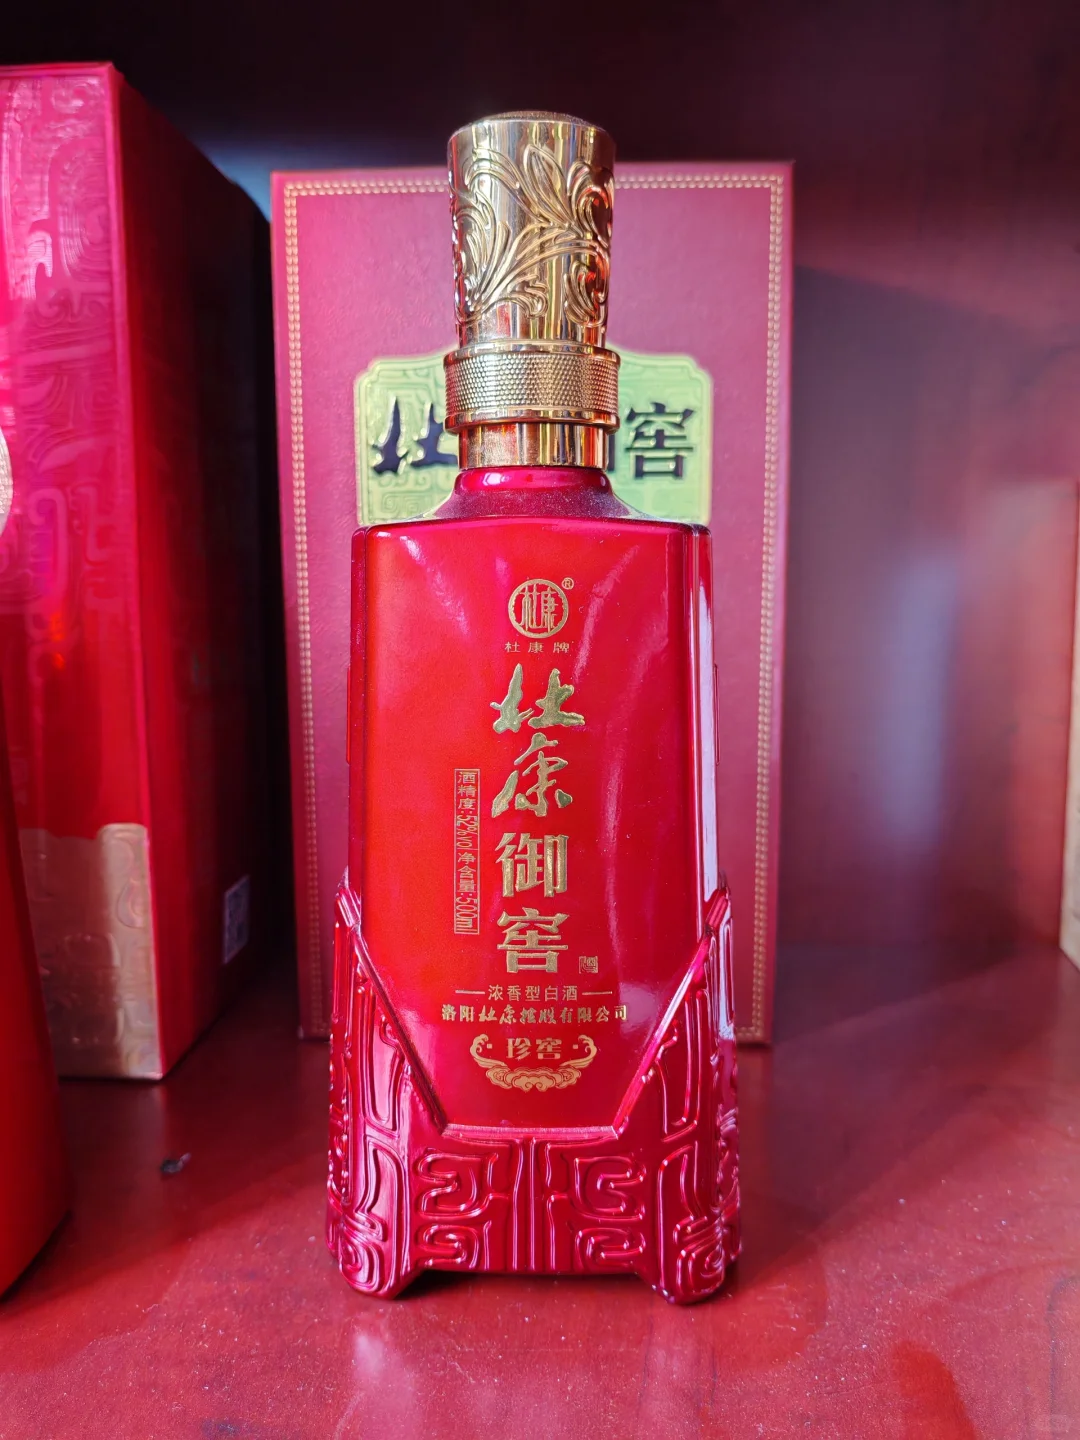 杜 窖
杜康
®
杜康牌
杜康御窖
酒精度:52%vol 净含量:500ml
浓香型白酒
洛阳杜康控股有限公司
珍窖